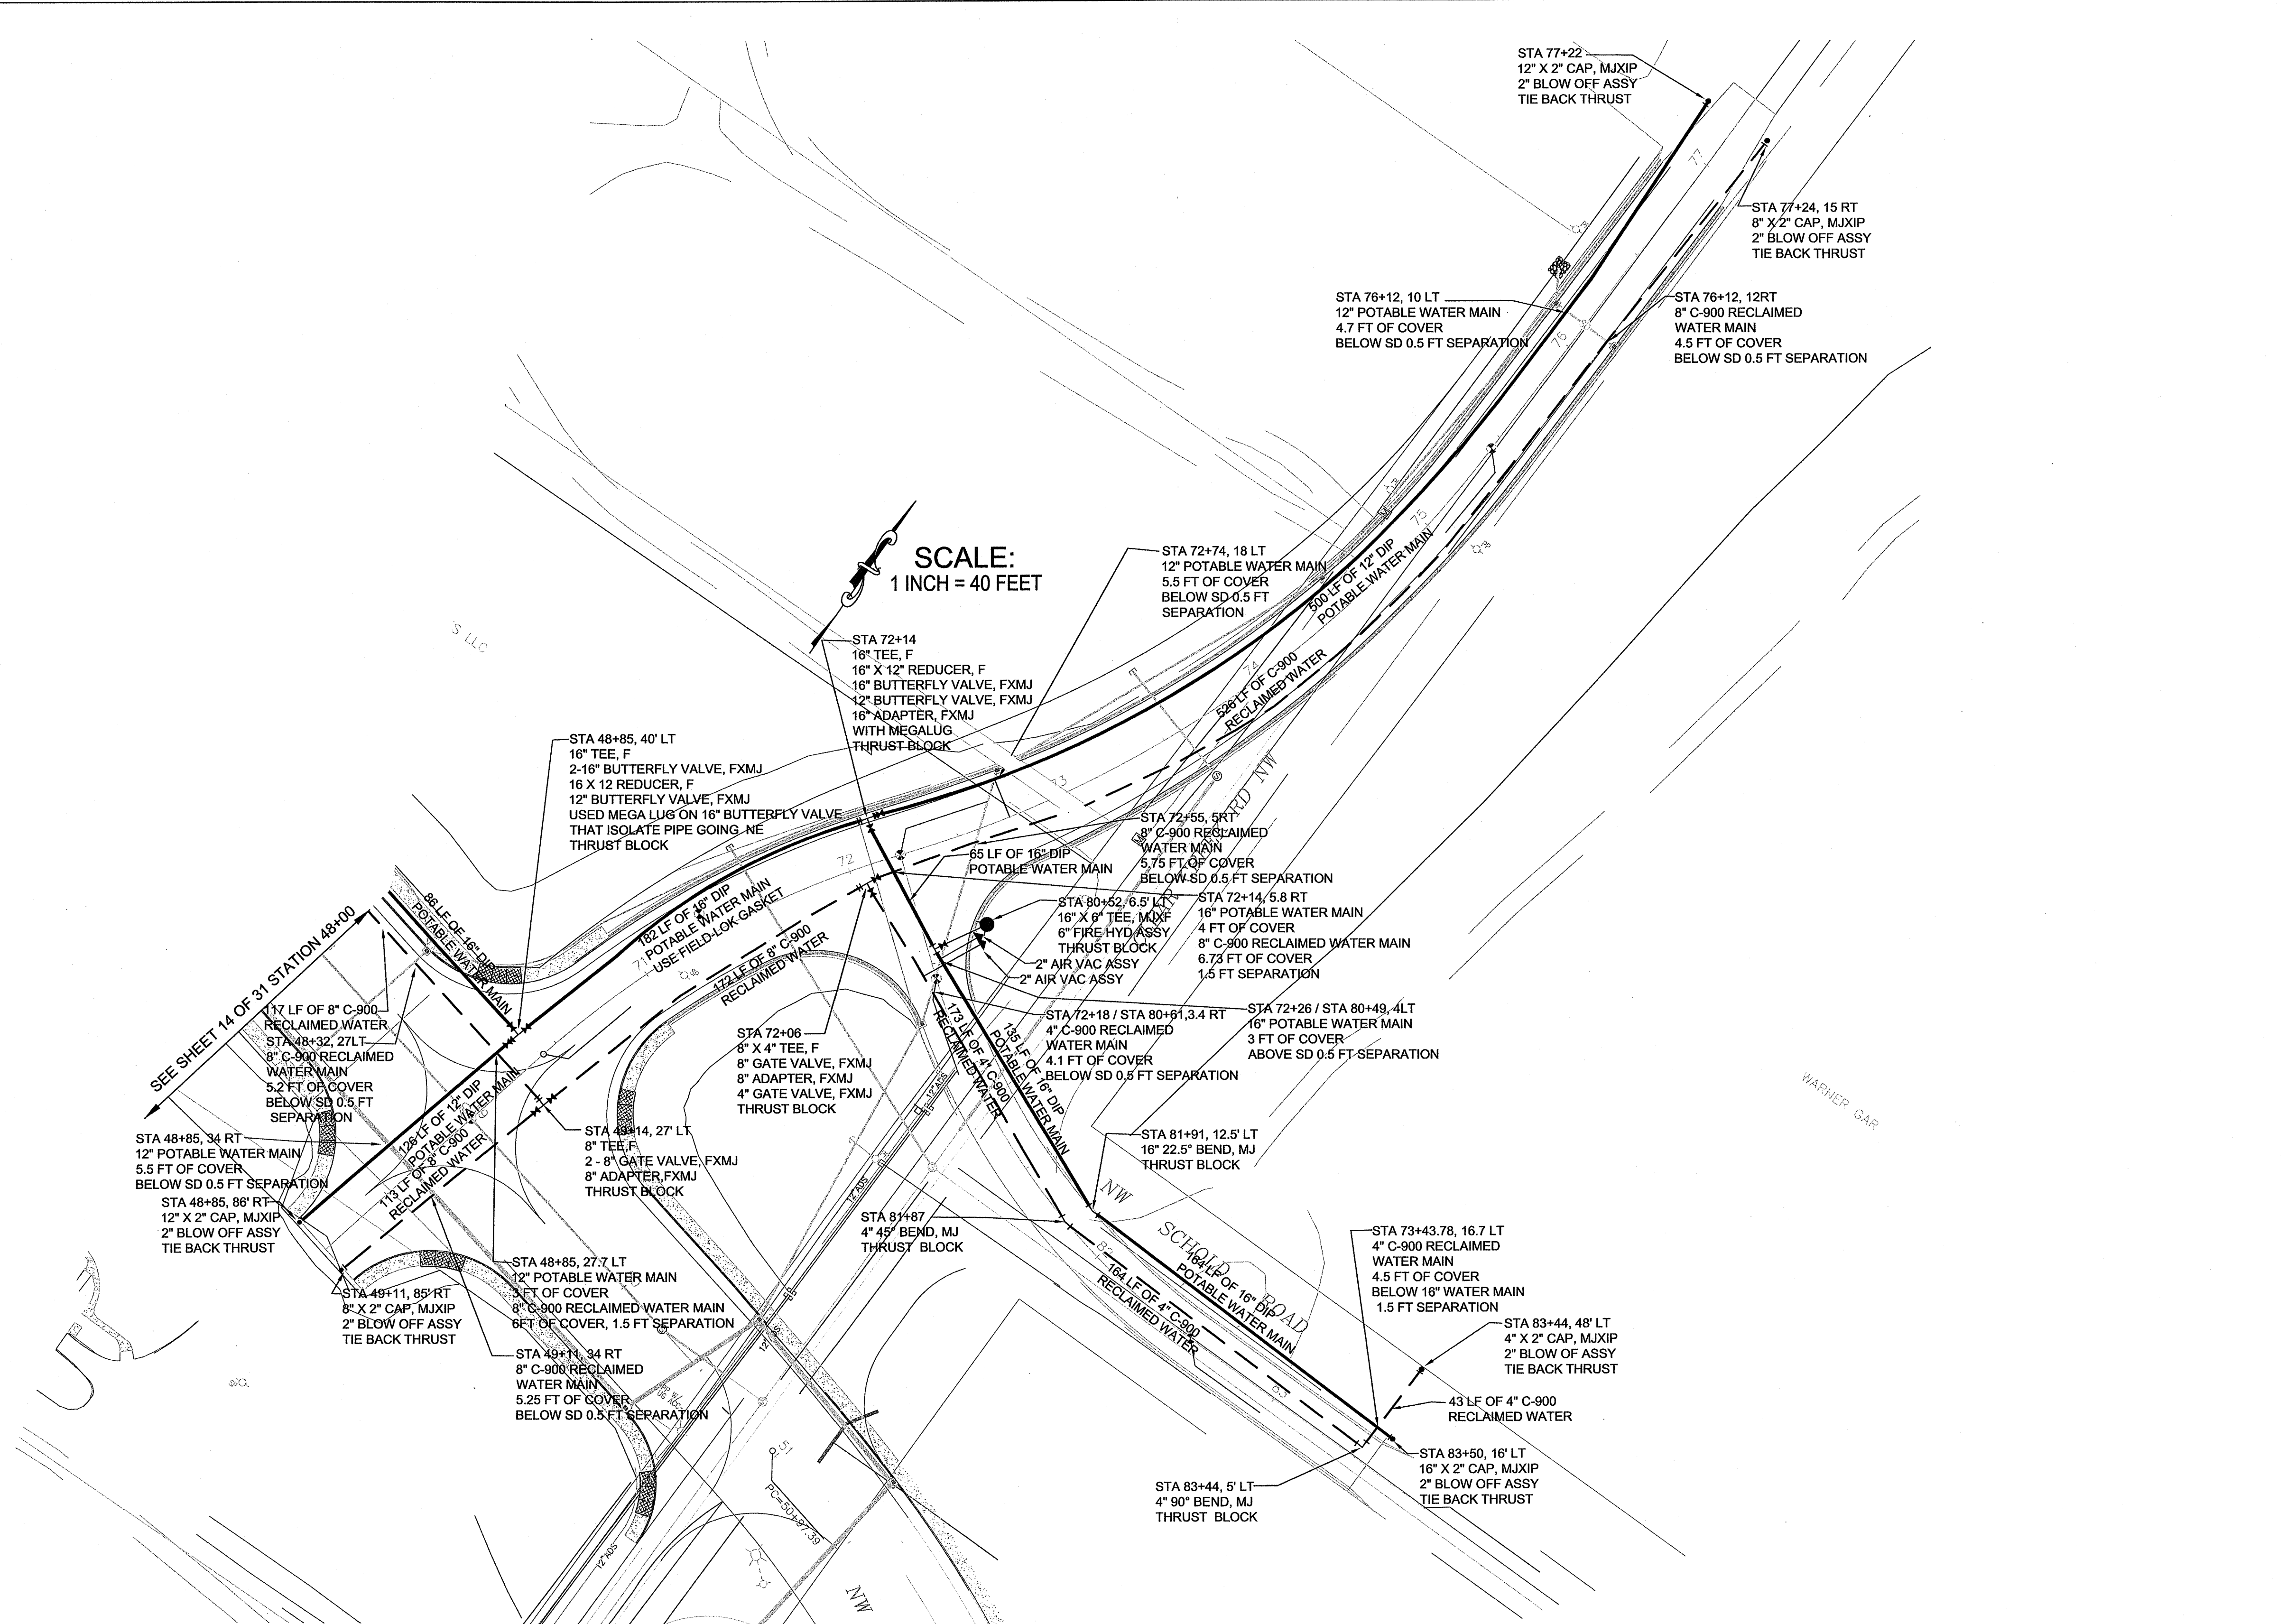 STA 77+22
12" X 2" CAP, MJXIP
2" BLOW OFF ASSY
TIE BACK THRUST
77
STA 77+24, 15 RT
8" X 2" CAP, MJXIP
2" BLOW OFF ASSY
TIE BACK THRUST
STA 76+12, 10 LT
12" POTABLE WATER MAIN
4.7 FT OF COVER
BELOW SD 0.5 FT SEPARATION
STA 76+12, 12RT
8" C-900 RECLAIMED
WATER MAIN
4.5 FT OF COVER
BELOW SD 0.5 FT SEPARATION
76
75
SCALE:
1 INCH = 40 FEET
STA 72+74, 18 LT
12" POTABLE WATER MAIN
5.5 FT OF COVER
BELOW SD 0.5 FT
SEPARATION
500 LF OF 12" DIP
POTABLE WATER MAIN
526 LF OF C-900
RECLAIMED WATER
74
73
'S LLC
STA 72+14
16" TEE, F
16" X 12" REDUCER, F
16" BUTTERFLY VALVE, FXMJ
12" BUTTERFLY VALVE, FXMJ
16" ADAPTER, FXMJ
WITH MEGALUG
THRUST BLOCK
STA 48+85, 40' LT
16" TEE, F
2-16" BUTTERFLY VALVE, FXMJ
16 X 12 REDUCER, F
12" BUTTERFLY VALVE, FXMJ
USED MEGA LUG ON 16" BUTTERFLY VALVE
THAT ISOLATE PIPE GOING NE
THRUST BLOCK
72
65 LF OF 16" DIP
POTABLE WATER MAIN
STA 72+55, 5RT
8" C-900 RECLAIMED
WATER MAIN
5.75 FT OF COVER
BELOW SD 0.5 FT SEPARATION
NW
STA 80+52, 6.5' LT
16" X 6" TEE, MJXF
6" FIRE HYD ASSY
THRUST BLOCK
2" AIR VAC ASSY
2" AIR VAC ASSY
STA 72+14, 5.8 RT
16" POTABLE WATER MAIN
4 FT OF COVER
8" C-900 RECLAIMED WATER MAIN
6.73 FT OF COVER
1.5 FT SEPARATION
86 LF OF 16" DIP
POTABLE WATER MAIN
182 LF OF 16" DIP
POTABLE WATER MAIN
USE FIELD-LOK GASKET
71
172 LF OF 8" C-900
RECLAIMED WATER
SEE SHEET 14 OF 31 STATION 48+00
117 LF OF 8" C-900
RECLAIMED WATER
STA 48+32, 27LT
8" C-900 RECLAIMED
WATER MAIN
5.2 FT OF COVER
BELOW SD 0.5 FT
SEPARATION
STA 72+06
8" X 4" TEE, F
8" GATE VALVE, FXMJ
8" ADAPTER, FXMJ
4" GATE VALVE, FXMJ
THRUST BLOCK
STA 72+18 / STA 80+61,3.4 RT
4" C-900 RECLAIMED
WATER MAIN
4.1 FT OF COVER
BELOW SD 0.5 FT SEPARATION
STA 72+26 / STA 80+49, 4LT
16" POTABLE WATER MAIN
3 FT OF COVER
ABOVE SD 0.5 FT SEPARATION
173 LF OF 4" C-900
RECLAIMED WATER
135 LF OF 16" DIP
POTABLE WATER MAIN
12" ADS
WARNER GAR
STA 48+85, 34 RT
12" POTABLE WATER MAIN
5.5 FT OF COVER
BELOW SD 0.5 FT SEPARATION
126 LF OF 12" DIP
POTABLE WATER MAIN
113 LF OF 8" C-900
RECLAIMED WATER
STA 49+14, 27' LT
8" TEE,F
2 - 8" GATE VALVE, FXMJ
8" ADAPTER,FXMJ
THRUST BLOCK
STA 81+91, 12.5' LT
16" 22.5° BEND, MJ
THRUST BLOCK
12" ADS
STA 48+85, 86' RT
12" X 2" CAP, MJXIP
2" BLOW OFF ASSY
TIE BACK THRUST
STA 81+87
4" 45° BEND, MJ
THRUST BLOCK
NW
SCHOLD
ROAD
82
164 LF OF 16" DIP
POTABLE WATER MAIN
164 LF OF 4" C-900
RECLAIMED WATER
STA 73+43.78, 16.7 LT
4" C-900 RECLAIMED
WATER MAIN
4.5 FT OF COVER
BELOW 16" WATER MAIN
1.5 FT SEPARATION
STA 48+85, 27.7 LT
12" POTABLE WATER MAIN
3 FT OF COVER
8" C-900 RECLAIMED WATER MAIN
6FT OF COVER, 1.5 FT SEPARATION
STA 49+11, 85' RT
8" X 2" CAP, MJXIP
2" BLOW OFF ASSY
TIE BACK THRUST
STA 49+11, 34 RT
8" C-900 RECLAIMED
WATER MAIN
5.25 FT OF COVER
BELOW SD 0.5 FT SEPARATION
STA 83+44, 48' LT
4" X 2" CAP, MJXIP
2" BLOW OF ASSY
TIE BACK THRUST
83
43 LF OF 4" C-900
RECLAIMED WATER
STA 83+50, 16' LT
16" X 2" CAP, MJXIP
2" BLOW OFF ASSY
TIE BACK THRUST
STA 83+44, 5' LT
4" 90° BEND, MJ
THRUST BLOCK
51
PC=50+97.39
12" ADS
NW